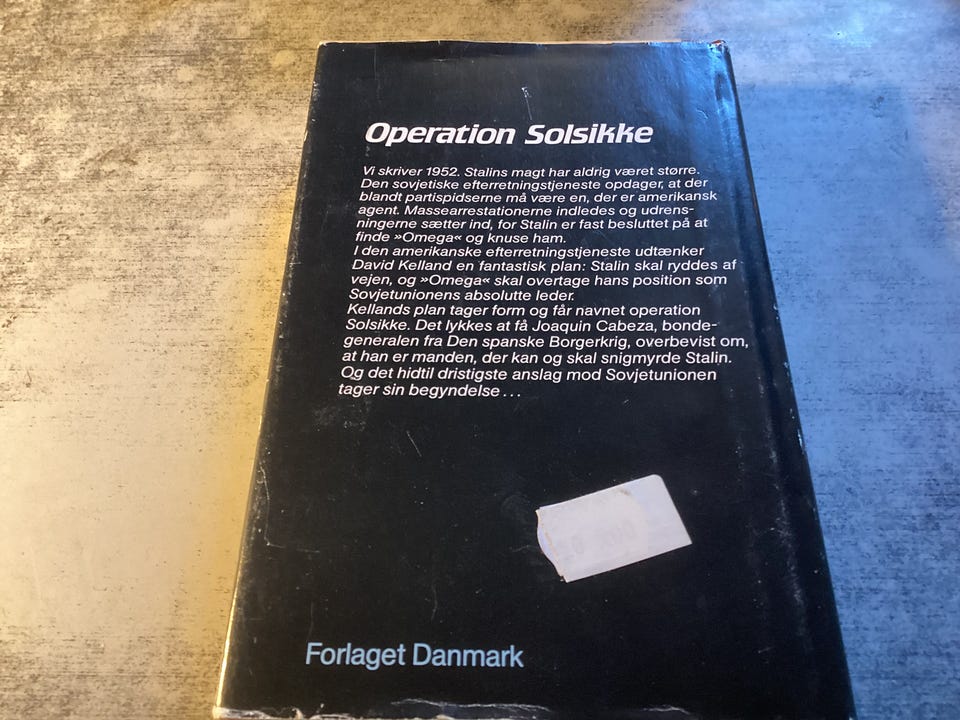 Operation Solsikke
Vi skriver 1952. Stalins magt har aldrig været større.
Den sovjetiske efterretningstjeneste opdager, at der
blandt partispidserne må være en, der er amerikansk
agent. Massearrestationerne indledes og udrens-
ningerne sætter ind, for Stalin er fast besluttet på at
finde »Omega« og knuse ham.
I den amerikanske efterretningstjeneste udtænker
David Kelland en fantastisk plan: Stalin skal ryddes af
vejen, og »Omega« skal overtage hans position som
Sovjetunionens absolutte leder.
Kellands plan tager form og får navnet operation
Solsikke. Det lykkes at få Joaquin Cabeza, bonde-
generalen fra Den spanske Borgerkrig, overbevist om,
at han er manden, der kan og skal snigmyrde Stalin.
Og det hidtil dristigste anslag mod Sovjetunionen
tager sin begyndelse . . .
Forlaget Danmark